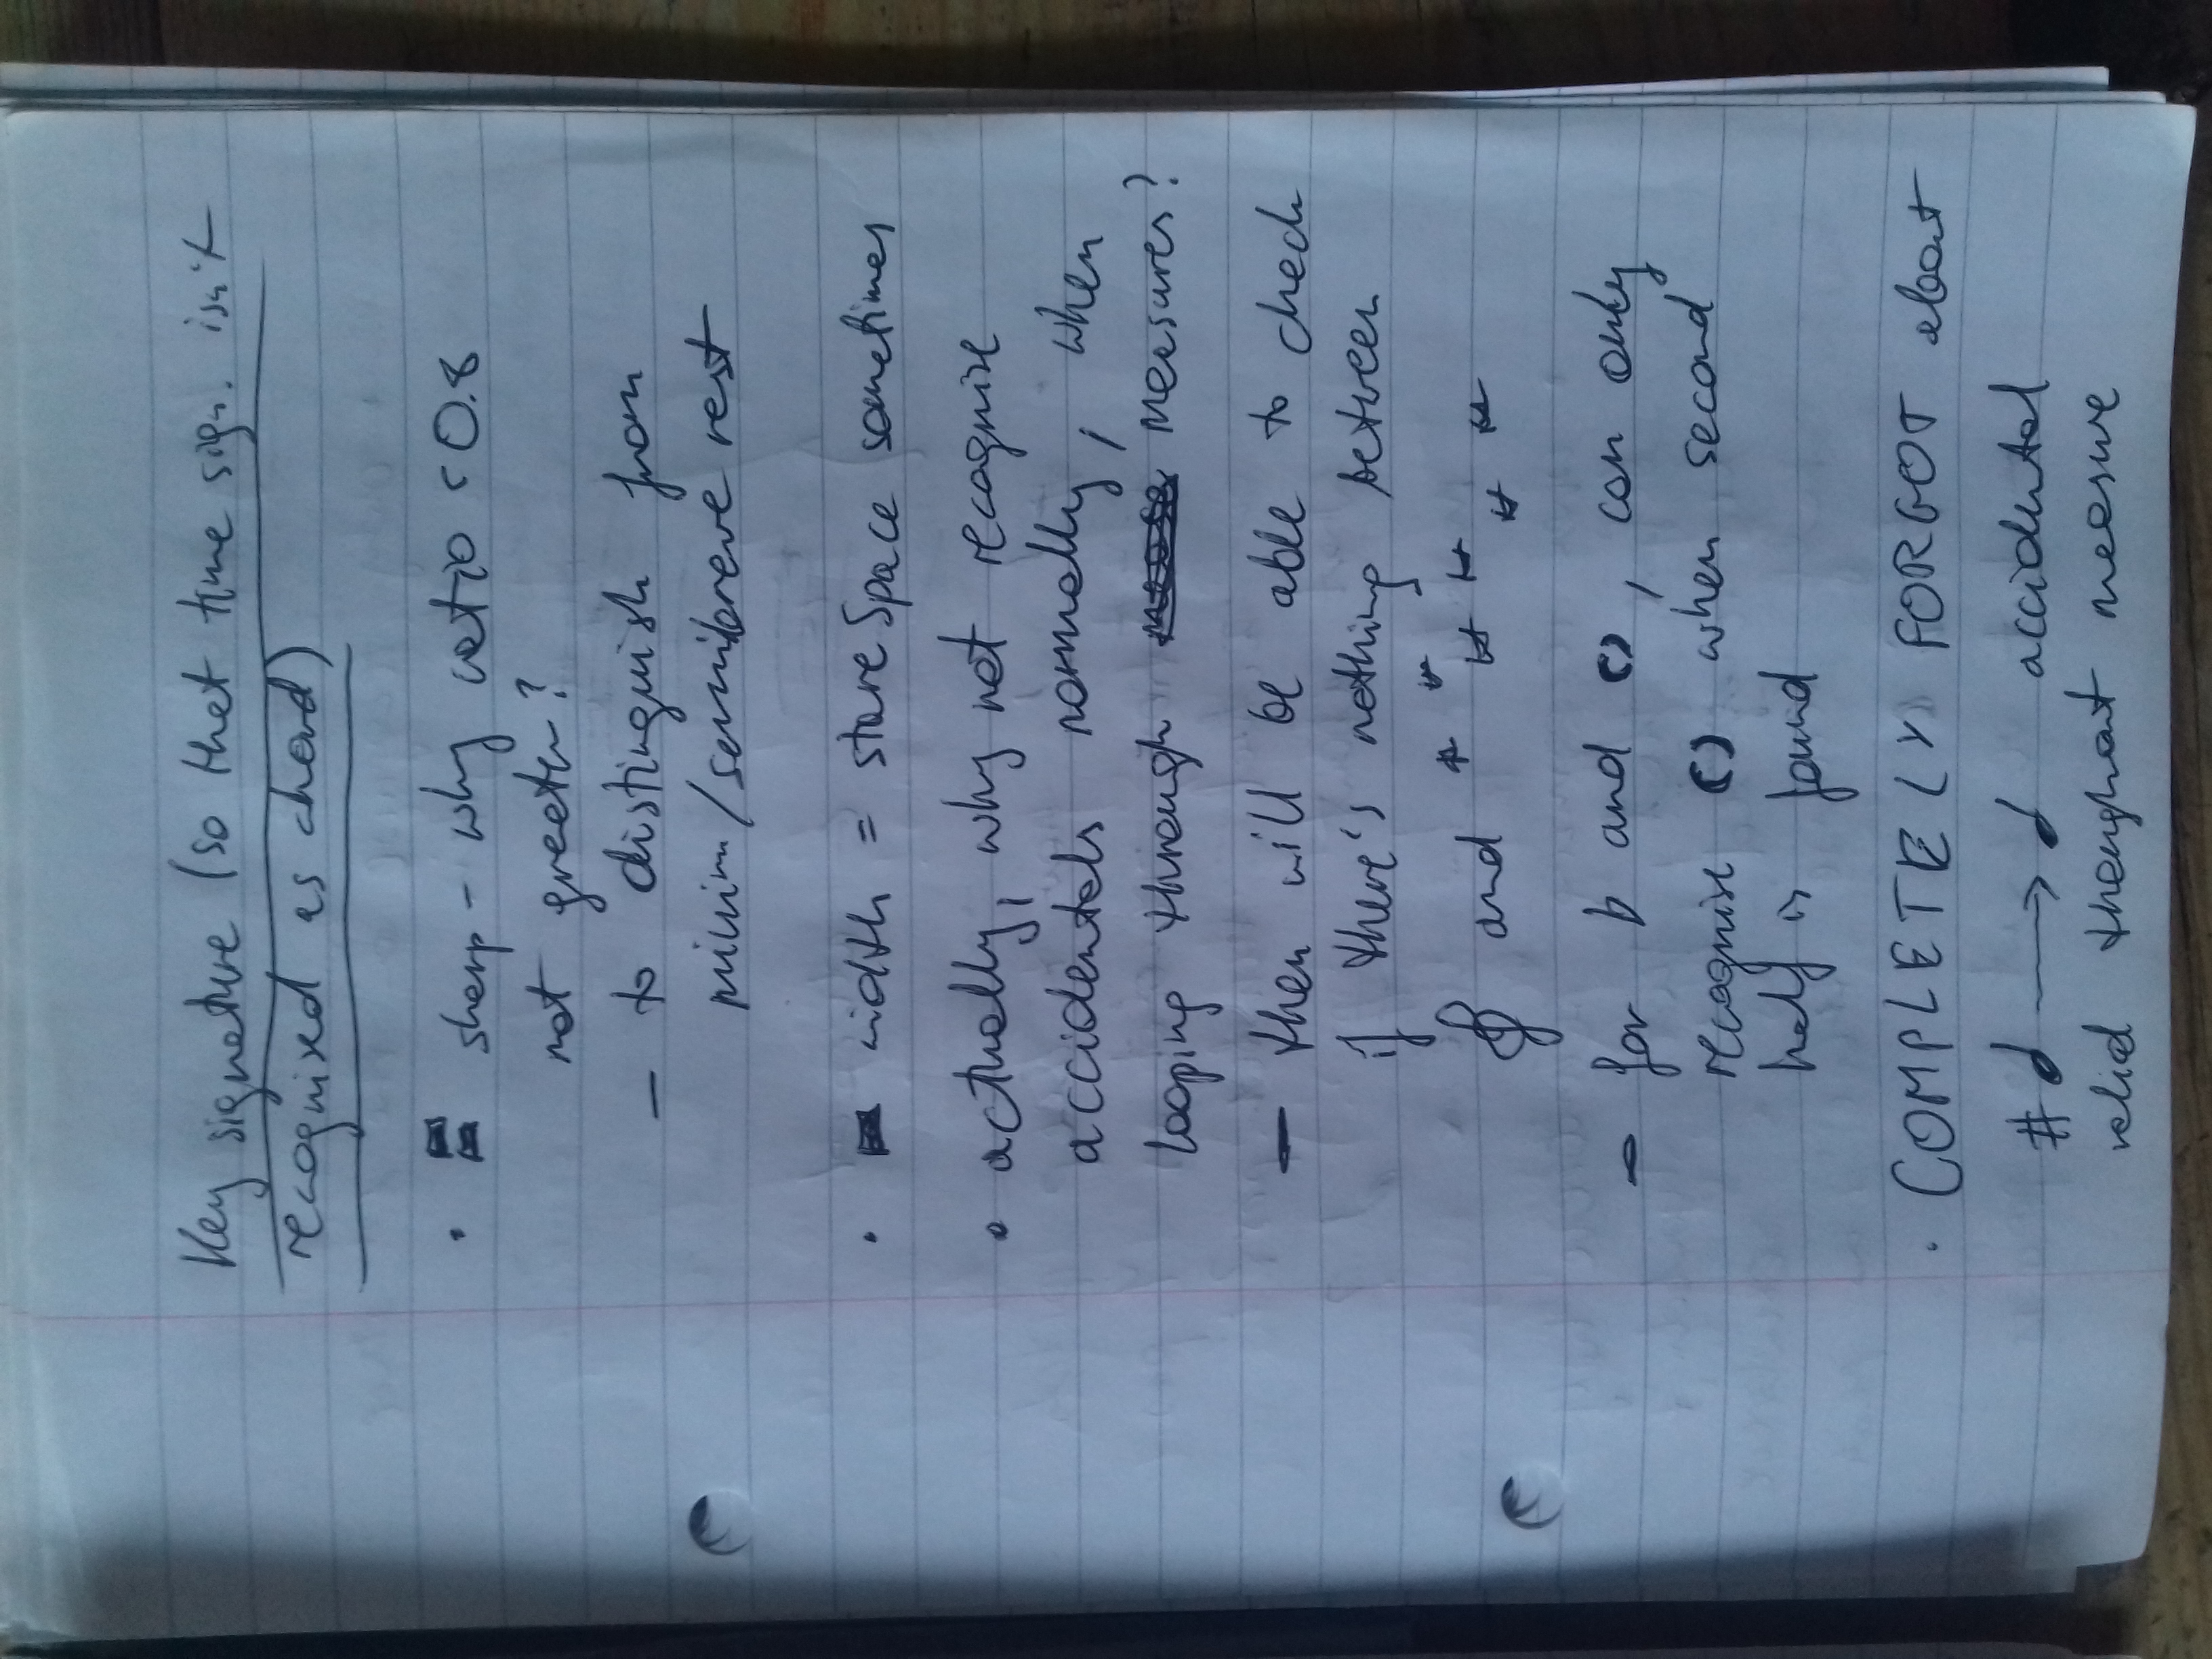 Key signature (so that time sign. isn't
recognised as chord)
• sharp - why ratio < 0.8
not greater?
- to distinguish from
minim/semibreve rest
• width = staveSpace sometimes
• actually, why not recognise
accidentals normally, when
looping through measures?
- then will be able to check
if there's nothing between
𝄞 and # # # # # #
- for b and (), can only
recognise () when second
half is found
• COMPLETELY FORGOT about
# ♩ → ♩ accidental
valid throughout measure